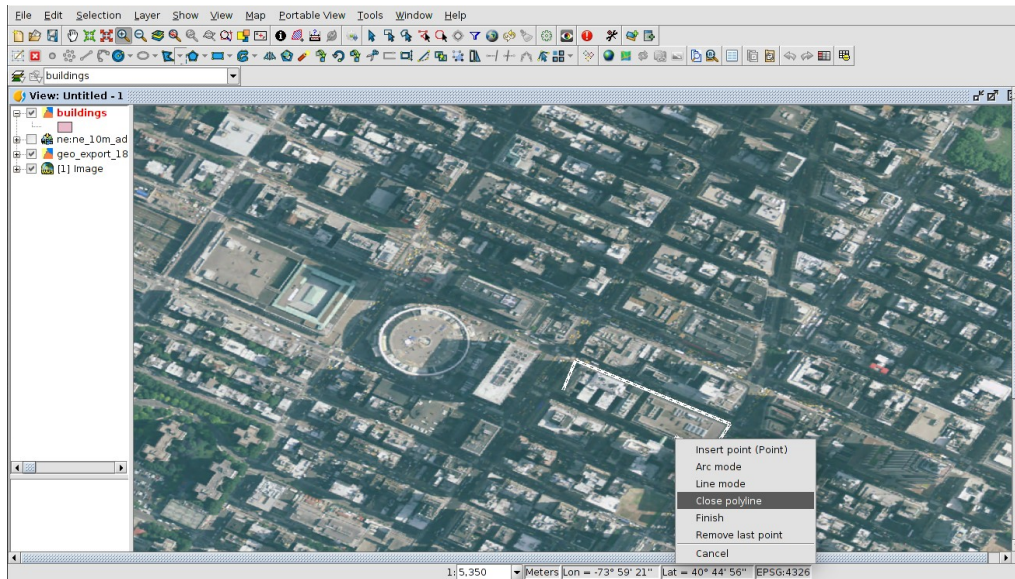 File Edit Selection Layer Show View Map Portable View Tools Window Help
buildings
View: Untitled - 1
buildings
ne:ne_10m_ad
geo_export_18
[1] Image
Insert point (Point)
Arc mode
Line mode
Close polyline
Finish
Remove last point
Cancel
1: 5,350 Meters Lon = -73° 59' 21" Lat = 40° 44' 56" EPSG:4326